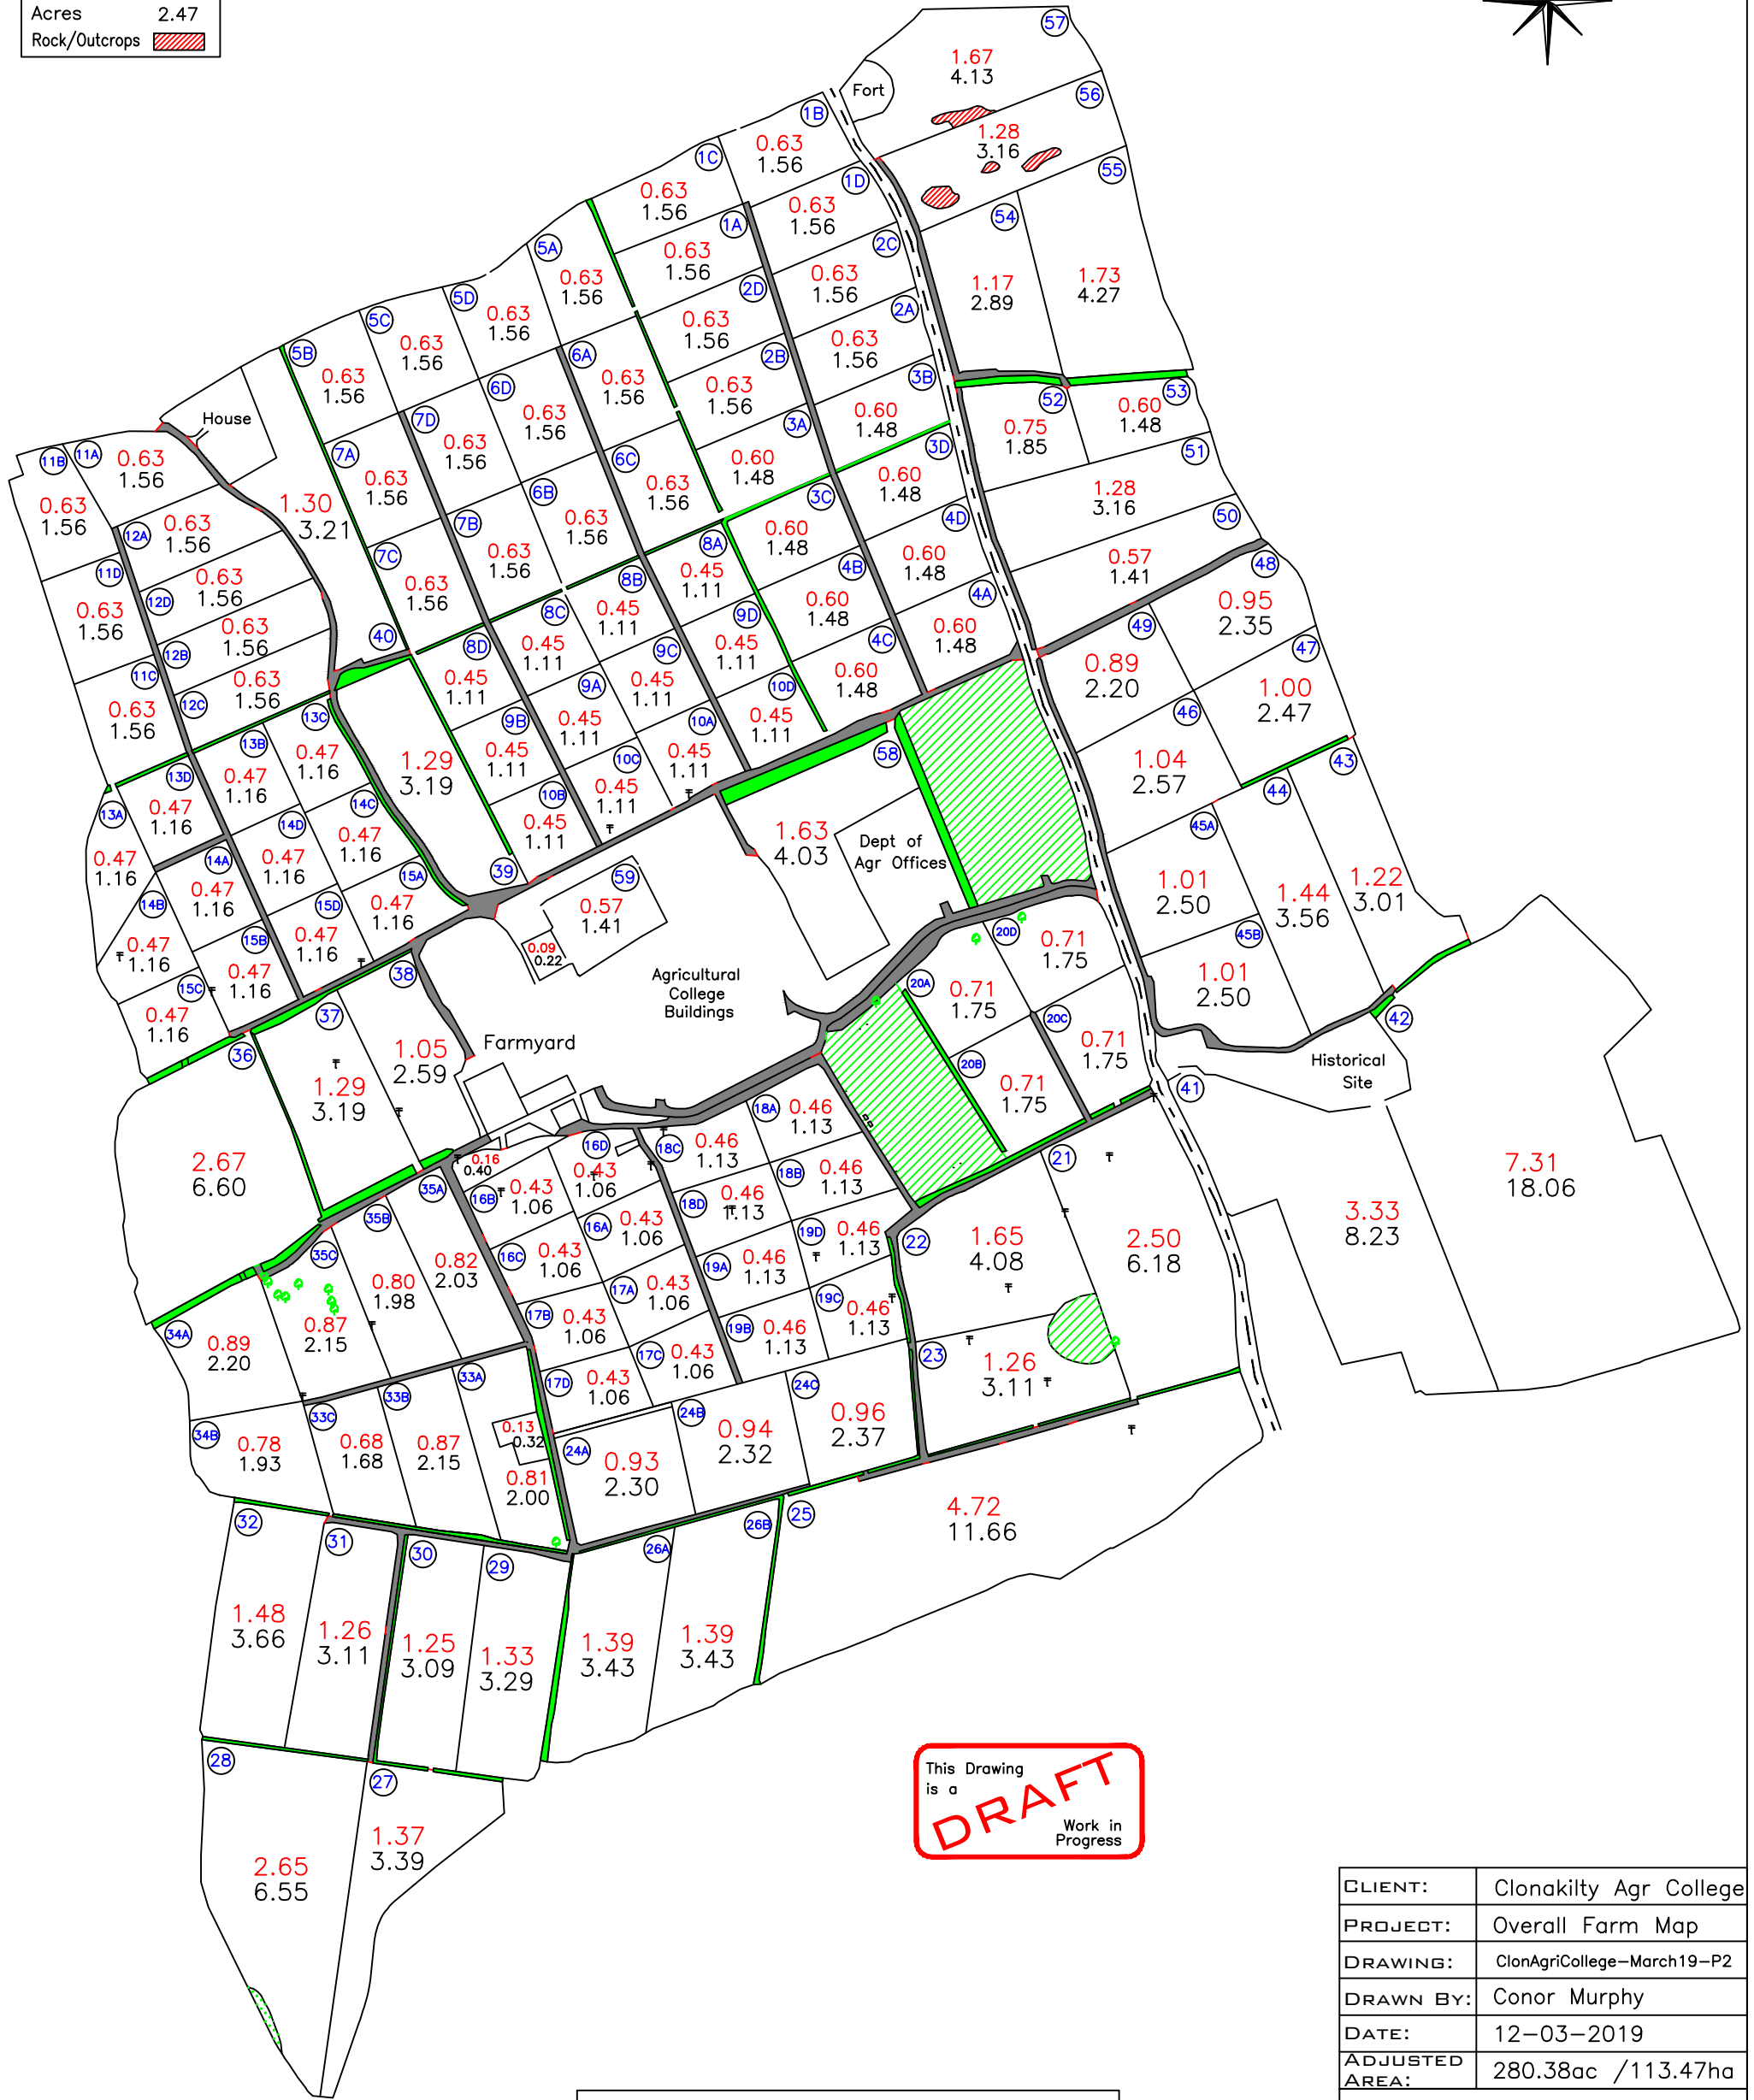 Acres 2.47
Rock/Outcrops
57
1.67
4.13
Fort
56
1.28
3.16
55
1.73
4.27
54
1.17
2.89
1B
0.63
1.56
1C
0.63
1.56
1D
0.63
1.56
1A
0.63
1.56
2C
0.63
1.56
2D
0.63
1.56
2A
0.63
1.56
2B
0.63
1.56
5A
0.63
1.56
5D
0.63
1.56
5C
0.63
1.56
5B
0.63
1.56
6A
0.63
1.56
6D
0.63
1.56
6C
0.63
1.56
6B
0.63
1.56
7D
0.63
1.56
7A
0.63
1.56
7B
0.63
1.56
7C
0.63
1.56
3B
0.60
1.48
3A
0.60
1.48
3D
0.60
1.48
3C
0.60
1.48
4D
0.60
1.48
4B
0.60
1.48
4A
0.60
1.48
4C
0.60
1.48
52
0.75
1.85
53
0.60
1.48
51
1.28
3.16
50
0.57
1.41
48
0.95
2.35
49
0.89
2.20
47
1.00
2.47
46
1.04
2.57
43
1.22
3.01
44
1.44
3.56
45A
1.01
2.50
45B
1.01
2.50
42
House
11B
0.63
1.56
11A
0.63
1.56
12A
0.63
1.56
11D
0.63
1.56
12D
0.63
1.56
12B
0.63
1.56
11C
0.63
1.56
12C
0.63
1.56
40
1.30
3.21
8A
0.45
1.11
8B
0.45
1.11
8C
0.45
1.11
8D
0.45
1.11
9D
0.45
1.11
9C
0.45
1.11
9A
0.45
1.11
9B
0.45
1.11
10D
0.45
1.11
10A
0.45
1.11
10C
0.45
1.11
10B
0.45
1.11
13C
0.47
1.16
13B
0.47
1.16
13D
0.47
1.16
13A
0.47
1.16
14C
0.47
1.16
14D
0.47
1.16
14A
0.47
1.16
14B
0.47
1.16
15A
0.47
1.16
15D
0.47
1.16
15B
0.47
1.16
15C
0.47
1.16
39
1.29
3.19
58
1.63
4.03
Dept of
Agr Offices
59
0.57
1.41
0.09
0.22
Agricultural
College
Buildings
Farmyard
38
1.05
2.59
37
1.29
3.19
36
2.67
6.60
20D
0.71
1.75
20A
0.71
1.75
20C
0.71
1.75
20B
0.71
1.75
Historical
Site
41
7.31
18.06
3.33
8.23
21
2.50
6.18
22
1.65
4.08
23
1.26
3.11
0.16
0.40
16D
0.43
1.06
16B
0.43
1.06
16A
0.43
1.06
16C
0.43
1.06
17A
0.43
1.06
17B
0.43
1.06
17C
0.43
1.06
17D
0.43
1.06
18A
0.46
1.13
18C
0.46
1.13
18B
0.46
1.13
18D
0.46
1.13
19D
0.46
1.13
19A
0.46
1.13
19C
0.46
1.13
19B
0.46
1.13
35A
0.82
2.03
35B
0.80
1.98
35C
0.87
2.15
34A
0.89
2.20
34B
0.78
1.93
33C
0.68
1.68
33B
0.87
2.15
33A
0.81
2.00
0.13
0.32
24A
0.93
2.30
24B
0.94
2.32
24C
0.96
2.37
25
4.72
11.66
26A
1.39
3.43
26B
1.39
3.43
32
1.48
3.66
31
1.26
3.11
30
1.25
3.09
29
1.33
3.29
28
2.65
6.55
27
1.37
3.39
This Drawing
is a
DRAFT
Work in
Progress
CLIENT: Clonakilty Agr College
PROJECT: Overall Farm Map
DRAWING: ClonAgriCollege-March19-P2
DRAWN BY: Conor Murphy
DATE: 12-03-2019
ADJUSTED
AREA: 280.38ac /113.47ha